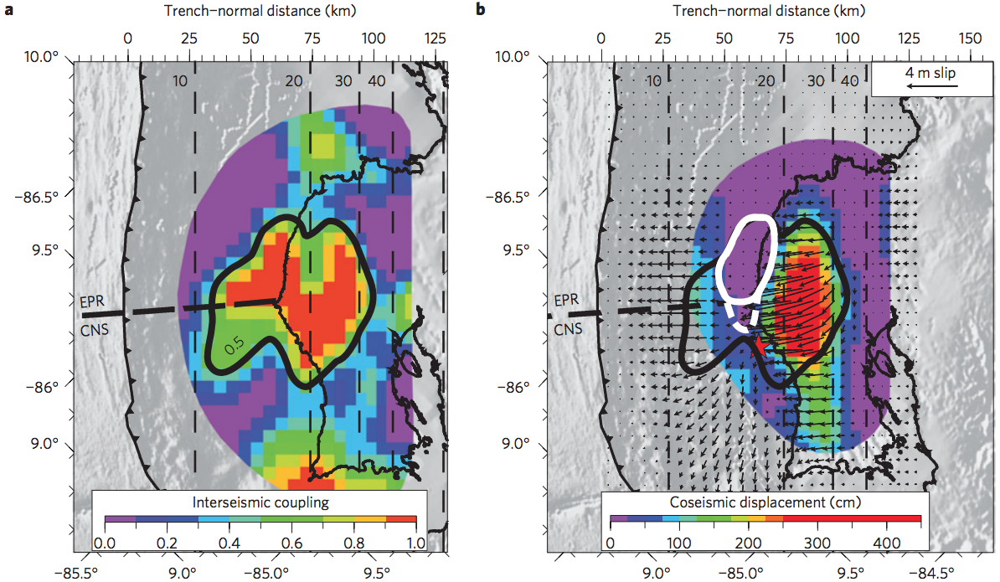 a
Trench–normal distance (km)
0 25 50 75 100 125
10.0°
10 20 30 40
−86.5°
9.5°
EPR
CNS
0.5
−86°
9.0°
Interseismic coupling
0.0 0.2 0.4 0.6 0.8 1.0
−85.5° 9.0° −85.0° 9.5°
b
Trench–normal distance (km)
0 25 50 75 100 125 150
10.0°
10 20 30 40
4 m slip
−86.5°
9.5°
EPR
CNS
−86°
9.0°
Coseismic displacement (cm)
0 100 200 300 400
9.0° −85.0° 9.5° −84.5°